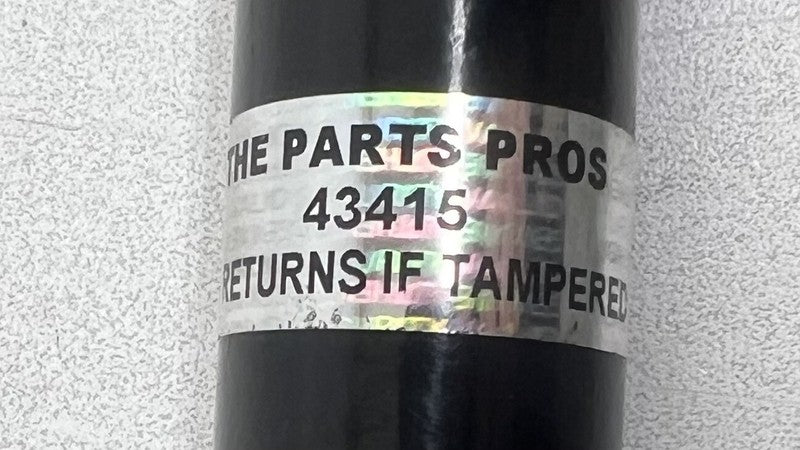 THE PARTS PROS
43415
RETURNS IF TAMPERED